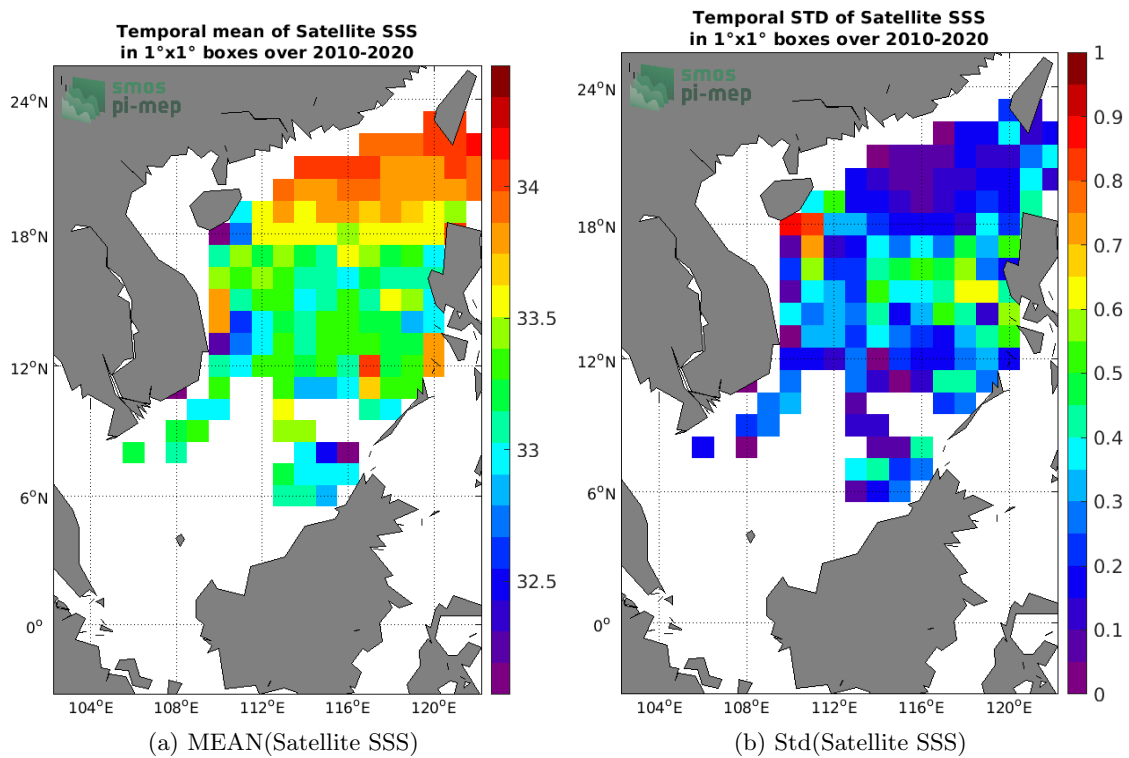 Temporal mean of Satellite SSS
in 1°x1° boxes over 2010-2020
smos
pi-mep
24°N
18°N
12°N
6°N
0°
104°E
108°E
112°E
116°E
120°E
34
33.5
33
32.5
(a) MEAN(Satellite SSS)
Temporal STD of Satellite SSS
in 1°x1° boxes over 2010-2020
smos
pi-mep
24°N
18°N
12°N
6°N
0°
104°E
108°E
112°E
116°E
120°E
1
0.9
0.8
0.7
0.6
0.5
0.4
0.3
0.2
0.1
0
(b) Std(Satellite SSS)